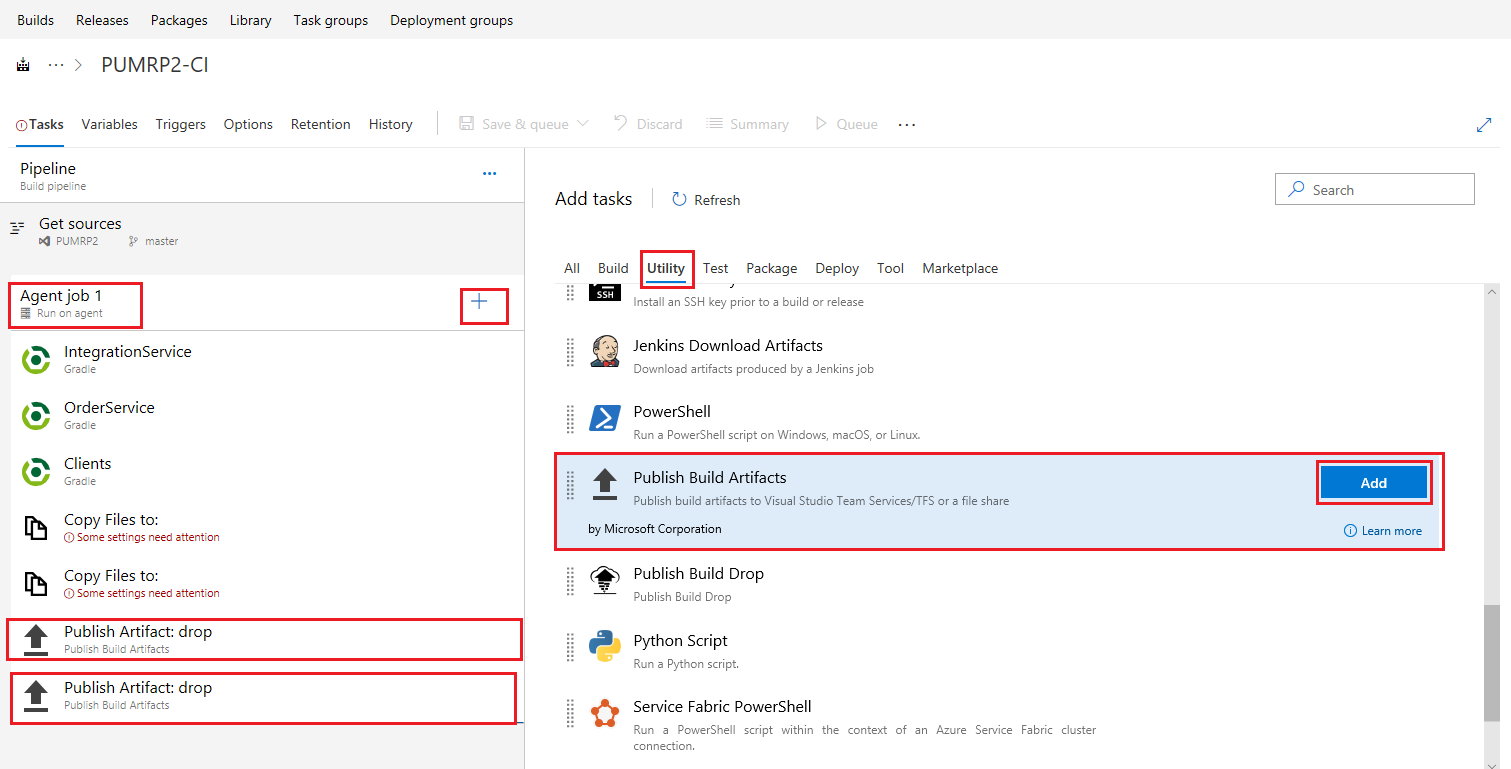 Builds Releases Packages Library Task groups Deployment groups
... > PUMRP2-CI
Tasks Variables Triggers Options Retention History Save & queue Discard Summary Queue ...
Pipeline
Build pipeline
Get sources
PUMRP2 master
Agent job 1
Run on agent
IntegrationService
Gradle
OrderService
Gradle
Clients
Gradle
Copy Files to:
Some settings need attention
Copy Files to:
Some settings need attention
Publish Artifact: drop
Publish Build Artifacts
Publish Artifact: drop
Publish Build Artifacts
Add tasks Refresh
Search
All Build Utility Test Package Deploy Tool Marketplace
SSH
Install an SSH key prior to a build or release
Jenkins Download Artifacts
Download artifacts produced by a Jenkins job
PowerShell
Run a PowerShell script on Windows, macOS, or Linux.
Publish Build Artifacts
Add
Publish build artifacts to Visual Studio Team Services/TFS or a file share
by Microsoft Corporation
Learn more
Publish Build Drop
Publish Build Drop
Python Script
Run a Python script.
Service Fabric PowerShell
Run a PowerShell script within the context of an Azure Service Fabric cluster
connection.